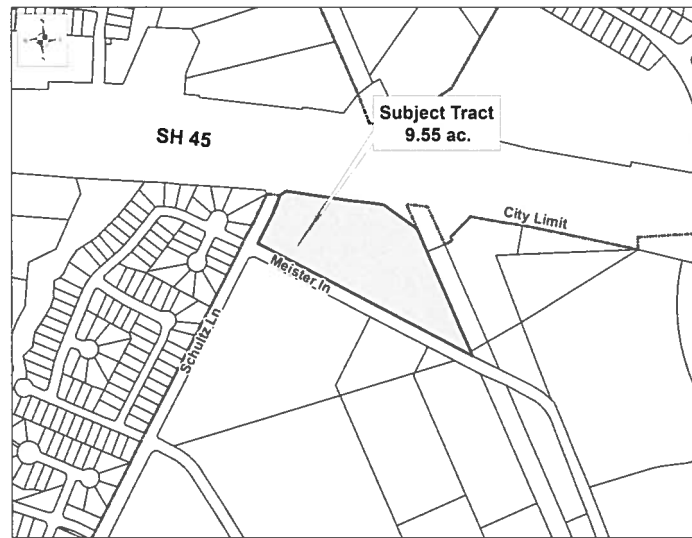 Subject Tract
9.55 ac.
SH 45
City Limit
Meister ln
Schultz Ln